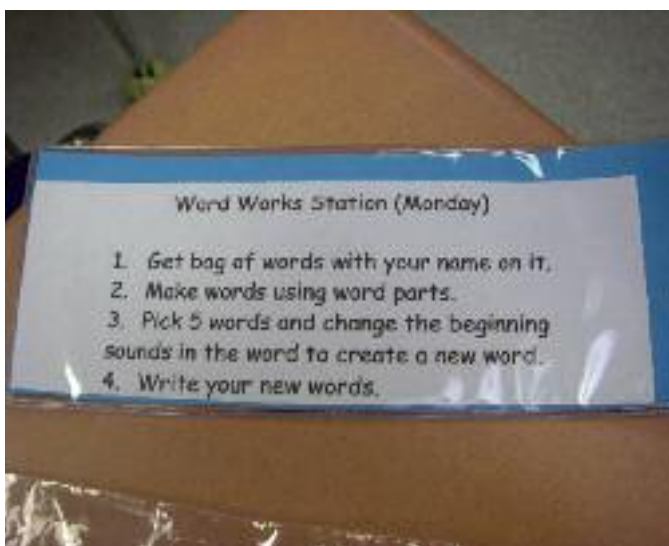 Word Works Station (Monday)
1. Get bag of words with your name on it.
2. Make words using word parts.
3. Pick 5 words and change the beginning
sounds in the word to create a new word.
4. Write your new words.